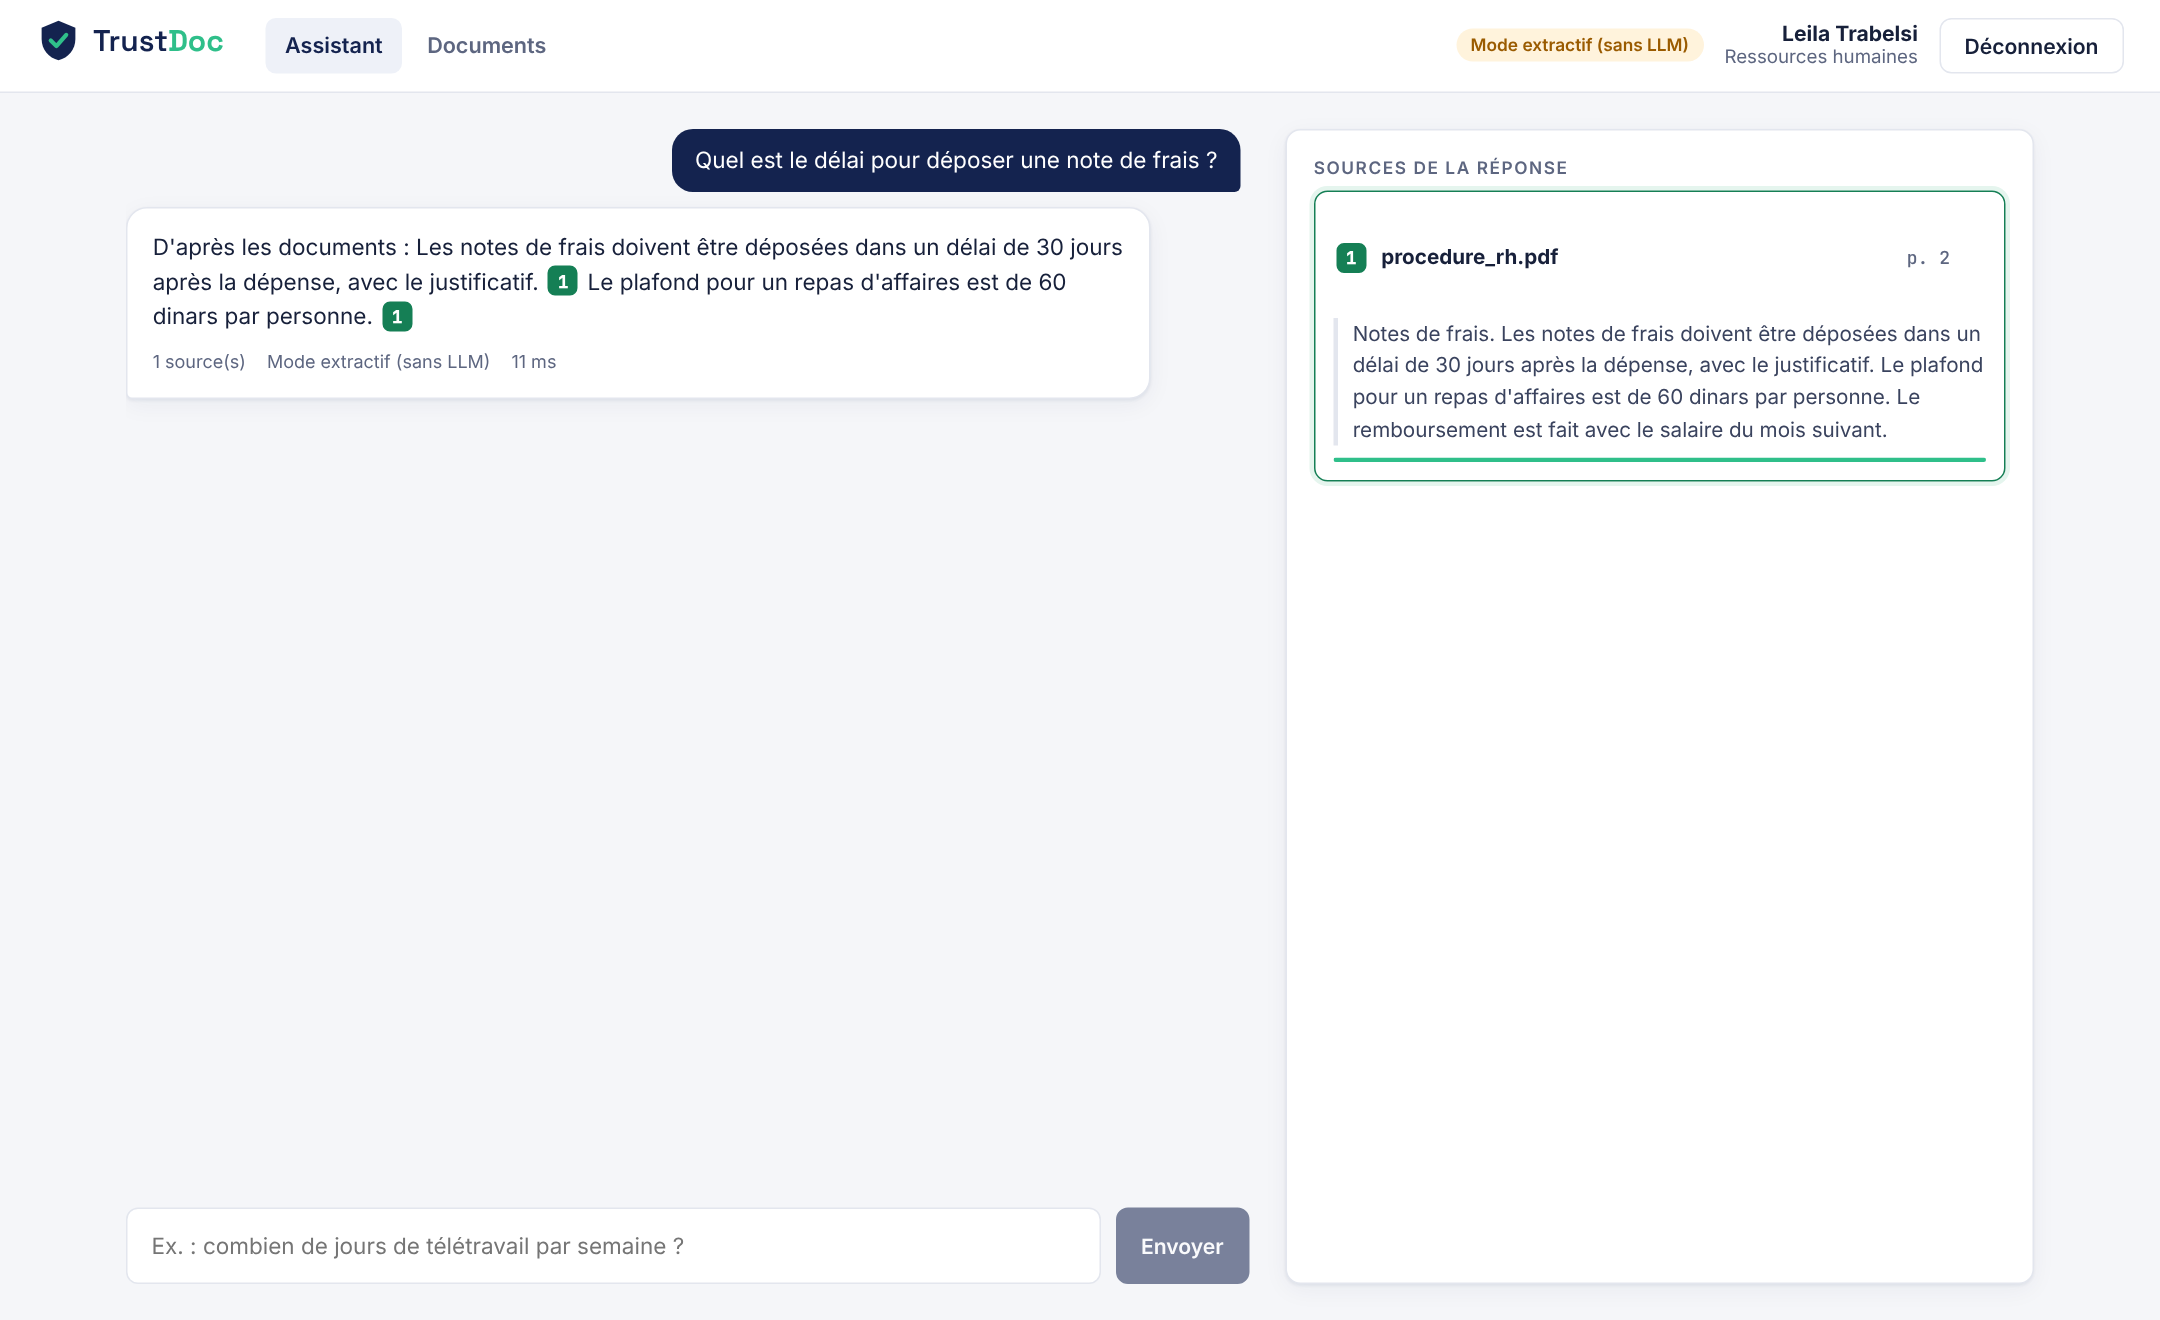 TrustDoc
Assistant
Documents
Mode extractif (sans LLM)
Leila Trabelsi
Ressources humaines
Déconnexion
Quel est le délai pour déposer une note de frais ?
D'après les documents : Les notes de frais doivent être déposées dans un délai de 30 jours
après la dépense, avec le justificatif. 1 Le plafond pour un repas d'affaires est de 60
dinars par personne. 1
1 source(s) Mode extractif (sans LLM) 11 ms
Ex. : combien de jours de télétravail par semaine ?
Envoyer
SOURCES DE LA RÉPONSE
1 procedure_rh.pdf p. 2
Notes de frais. Les notes de frais doivent être déposées dans un
délai de 30 jours après la dépense, avec le justificatif. Le plafond
pour un repas d'affaires est de 60 dinars par personne. Le
remboursement est fait avec le salaire du mois suivant.